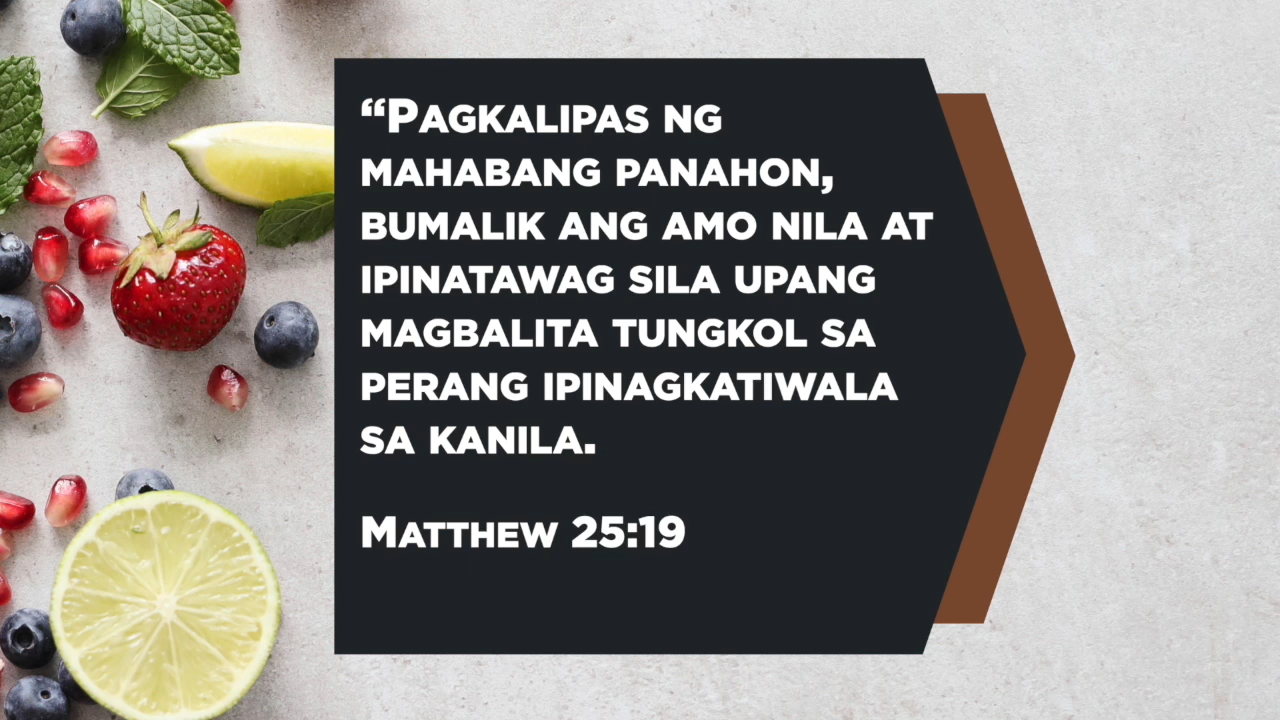 “Pagkalipas ng
mahabang panahon,
bumalik ang amo nila at
ipinatawag sila upang
magbalita tungkol sa
perang ipinagkatiwala
sa kanila.
Matthew 25:19